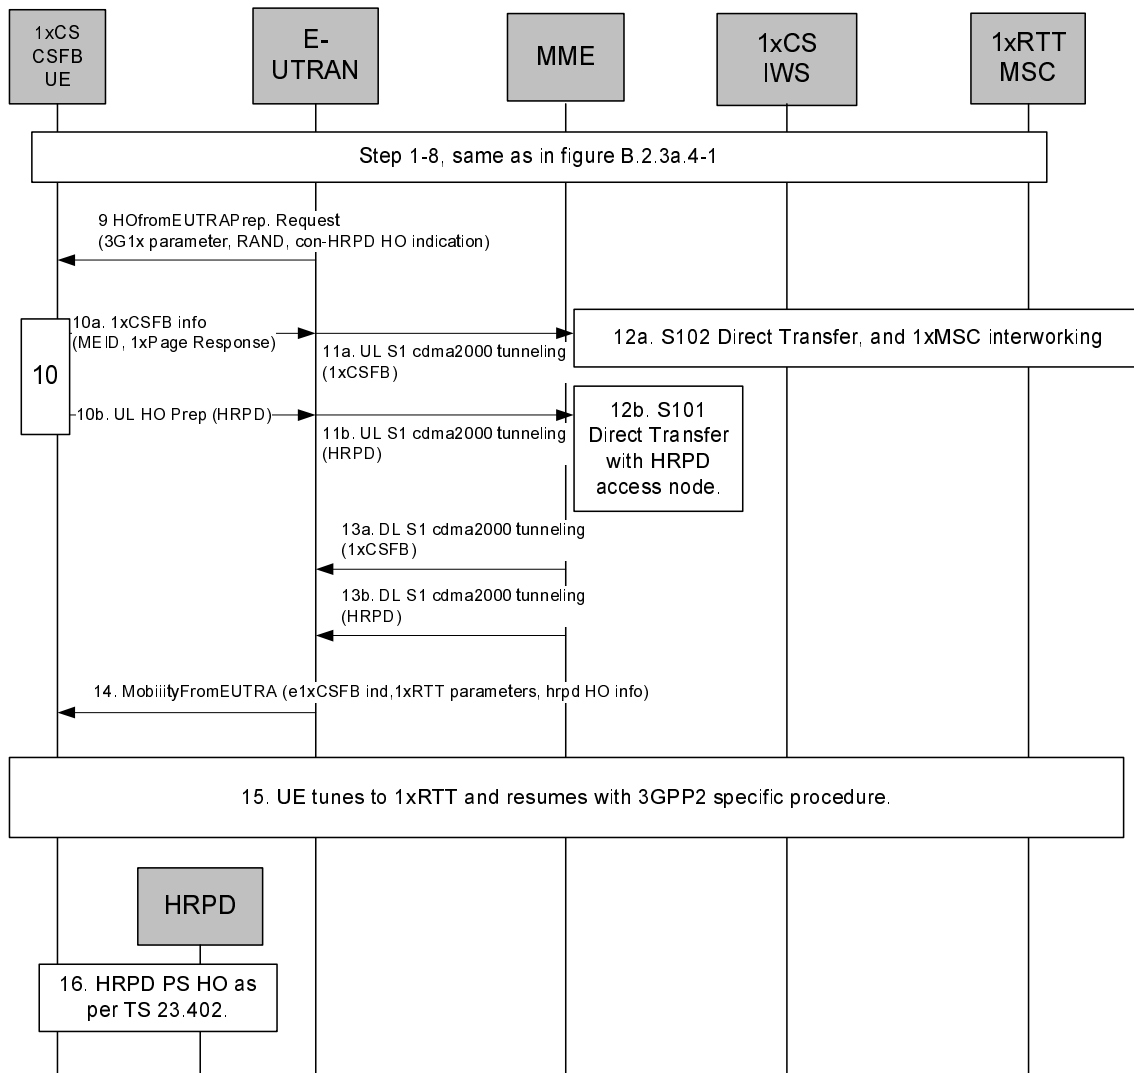 1xCS
CSFB
UE
E-
UTRAN
MME
1xCS
IWS
1xRTT
MSC
Step 1-8, same as in figure B.2.3a.4-1
9 HOfromEUTRAPrep. Request
(3G1x parameter, RAND, con-HRPD HO indication)
10
10a. 1xCSFB info
(MEID, 1xPage Response)
11a. UL S1 cdma2000 tunneling
(1xCSFB)
12a. S102 Direct Transfer, and 1xMSC interworking
10b. UL HO Prep (HRPD)
11b. UL S1 cdma2000 tunneling
(HRPD)
12b. S101
Direct Transfer
with HRPD
access node.
13a. DL S1 cdma2000 tunneling
(1xCSFB)
13b. DL S1 cdma2000 tunneling
(HRPD)
14. MobiiityFromEUTRA (e1xCSFB ind,1xRTT parameters, hrpd HO info)
15. UE tunes to 1xRTT and resumes with 3GPP2 specific procedure.
HRPD
16. HRPD PS HO as
per TS 23.402.